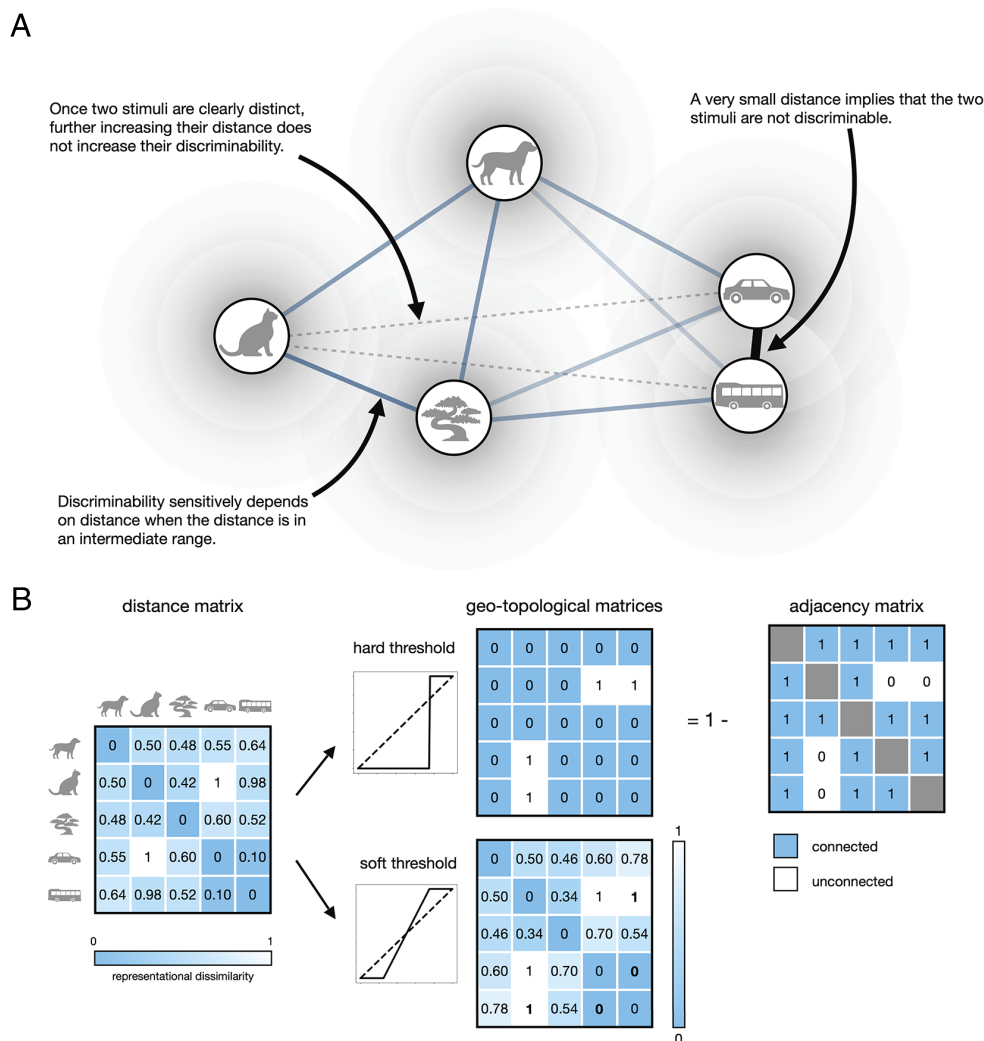 A
Once two stimuli are clearly distinct,
further increasing their distance does
not increase their discriminability.
A very small distance implies that the two
stimuli are not discriminable.
Discriminability sensitively depends
on distance when the distance is in
an intermediate range.
B
distance matrix
0 0.50 0.48 0.55 0.64
0.50 0 0.42 1 0.98
0.48 0.42 0 0.60 0.52
0.55 1 0.60 0 0.10
0.64 0.98 0.52 0.10 0
0 1
representational dissimilarity
geo-topological matrices
hard threshold
0 0 0 0 0
0 0 0 1 1
0 0 0 0 0
0 1 0 0 0
0 1 0 0 0
= 1 -
soft threshold
0 0.50 0.46 0.60 0.78
0.50 0 0.34 1 1
0.46 0.34 0 0.70 0.54
0.60 1 0.70 0 0
0.78 1 0.54 0 0
1
0
adjacency matrix
1 1 1 1
1 1 0 0
1 1 1 1
1 0 1 1
1 0 1 1
connected
unconnected